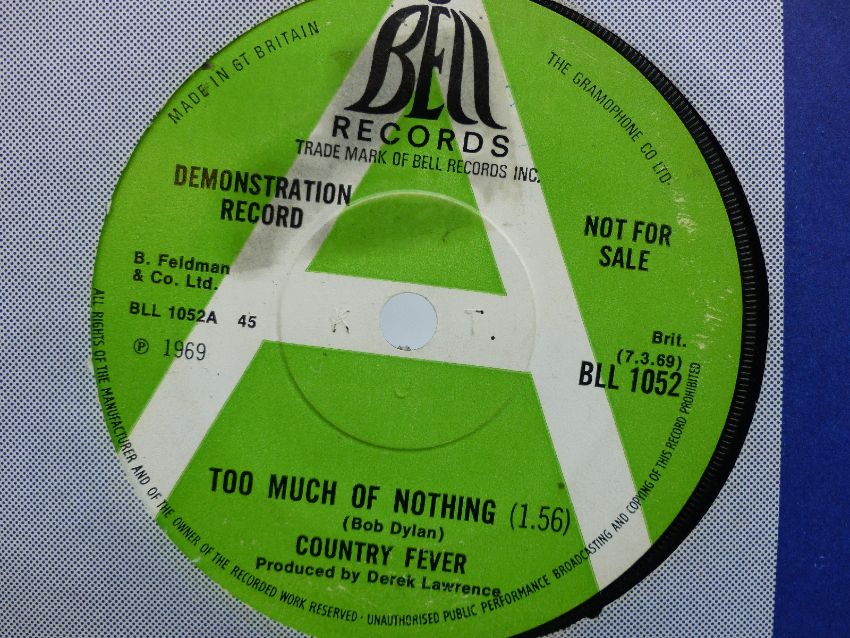 BELL
RECORDS
TRADE MARK OF BELL RECORDS INC.
MADE IN GT BRITAIN
THE GRAMOPHONE CO LTD.
DEMONSTRATION
RECORD
NOT FOR
SALE
B. Feldman
& Co. Ltd.
BLL 1052A 45
℗ 1969
K T.
Brit.
(7.3.69)
BLL 1052
TOO MUCH OF NOTHING (1.56)
(Bob Dylan)
COUNTRY FEVER
Produced by Derek Lawrence
ALL RIGHTS OF THE MANUFACTURER AND OF THE OWNER OF THE RECORDED WORK RESERVED · UNAUTHORISED PUBLIC PERFORMANCE BROADCASTING AND COPYING OF THIS RECORD PROHIBITED
A